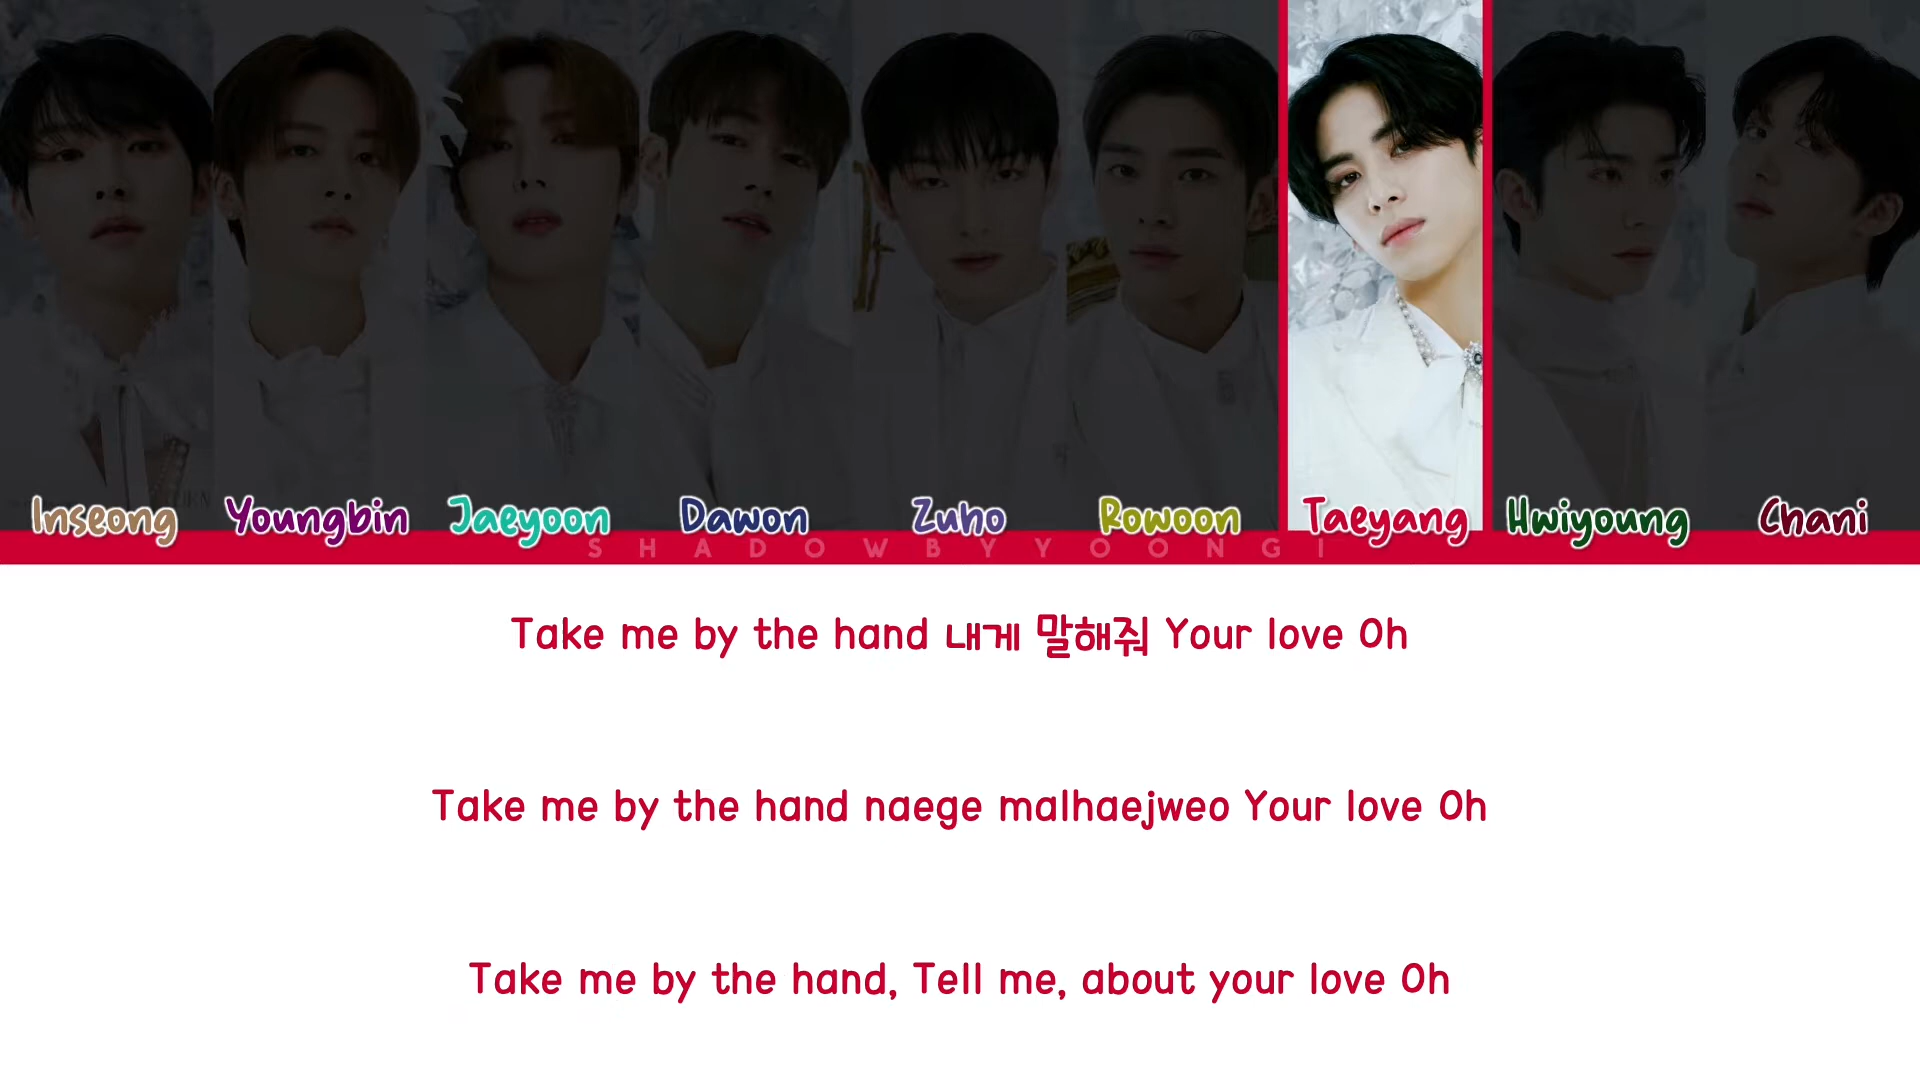 Inseong Youngbin Jaeyoon Dawon Zuho Rowoon Taeyang Hwiyoung Chani
SHADOWBYYOONGI
Take me by the hand 내게 말해줘 Your love Oh
Take me by the hand naege malhaejweo Your love Oh
Take me by the hand, Tell me, about your love Oh